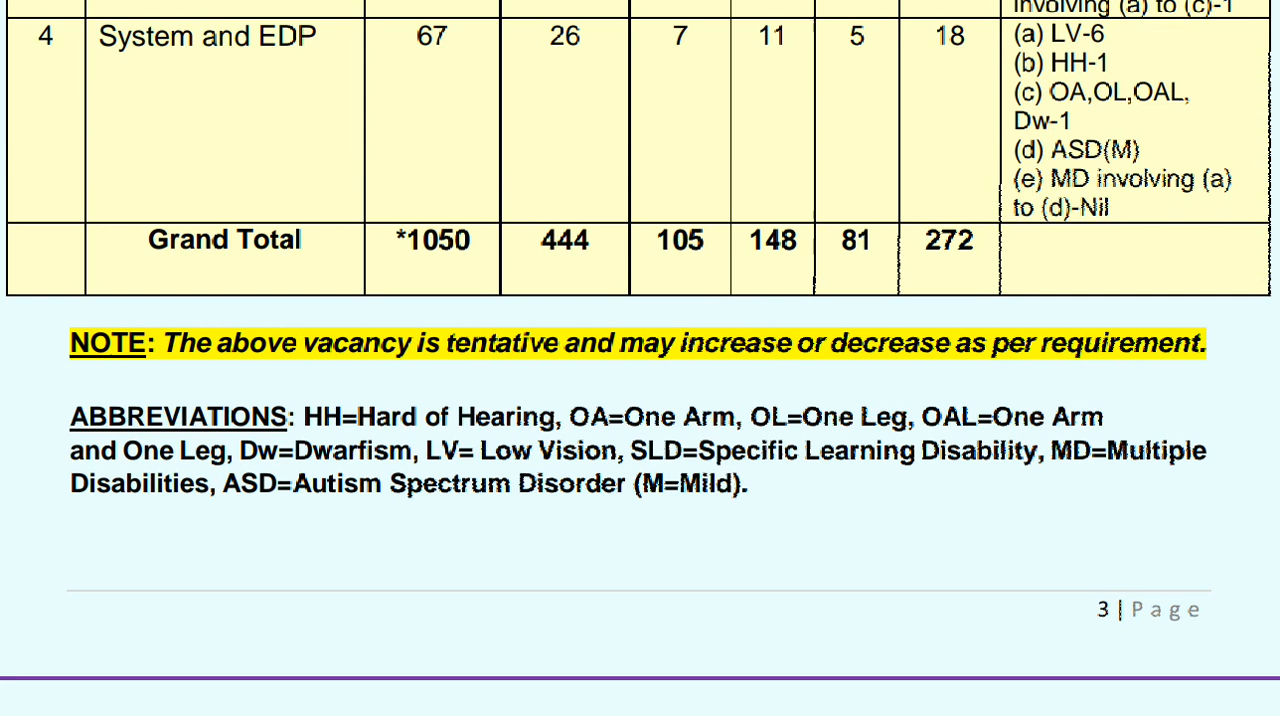 involving (a) to (c)-1
4 System and EDP 67 26 7 11 5 18 (a) LV-6
(b) HH-1
(c) OA,OL,OAL,
Dw-1
(d) ASD(M)
(e) MD involving (a)
to (d)-Nil
Grand Total *1050 444 105 148 81 272
NOTE: The above vacancy is tentative and may increase or decrease as per requirement.
ABBREVIATIONS: HH=Hard of Hearing, OA=One Arm, OL=One Leg, OAL=One Arm
and One Leg, Dw=Dwarfism, LV= Low Vision, SLD=Specific Learning Disability, MD=Multiple
Disabilities, ASD=Autism Spectrum Disorder (M=Mild).
3 | Page